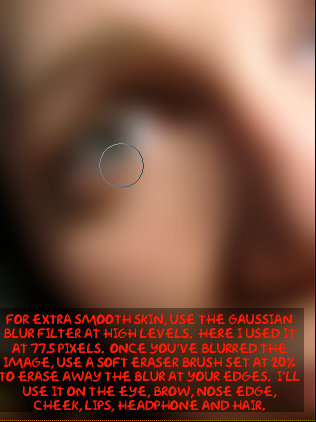 FOR EXTRA SMOOTH SKIN, USE THE GAUSSIAN
BLUR FILTER AT HIGH LEVELS. HERE I USED IT
AT 77.5 PIXELS. ONCE YOU'VE BLURRED THE
IMAGE, USE A SOFT ERASER BRUSH SET AT 20%
TO ERASE AWAY THE BLUR AT YOUR EDGES. I'LL
USE IT ON THE EYE, BROW, NOSE EDGE,
CHEEK, LIPS, HEADPHONE AND HAIR.